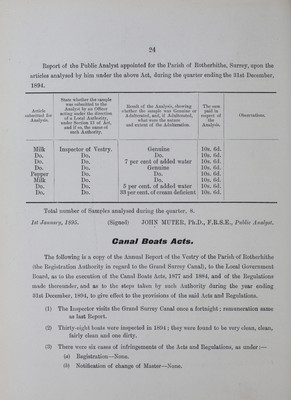 24
Report of the Public Analyst appointed for the Parish of Rotherhithe, Surrey, upon the
articles analysed by him under the above Act, during the quarter ending the 31st December,
1894.
Article submitted for Analysis. | State whether the sample was submitted to the Analyst by an Officer acting under the direction of a Local Authority, under Section 13 of Act, and if so, the name of such Authority. | Result of the Analysis, showing whether the sample was Genuine or Adulterated, and, if Adulterated, what were the nature and extent of the Adulteration. | The sum paid in respect of the Analysis. | Observations.
Milk | Inspector of Vestry. | Genuine | 10s. 6d.
Do. | Do. | Do. | 10s. 6d.
Do. | Do. | 7 per cent of added water | 10s. 6d.
Do. | Do. | Genuine | 10s. 6d.
Pepper | Do. | Do. | 10s. 6d.
Milk | Do. | Do. | 10s. 6d.
Do. | Do. | 5 per cent. of added water | 10s. 6d.
Do. | Do. | 39 per cent. of cream deficient | 10s. 6d.
Total number of Samples analysed during the quarter, 8.
1st January, 1895. (Signed) JOHN MUTER, Ph.D., F.R.S.E., Public Analyst.
Canal Boats Acts.
The following is a copy of the Annual Report of the Vestry of the Parish of Rotherhithe
(the Registration Authority in regard to the Grand Surrey Canal), to the Local Government
Board, as to the execution of the Canal Boats Acts, 1877 and 1884, and of the Regulations
made thereunder, and as to the steps taken by such Authority during the year ending
31st December, 1894, to give effect to the provisions of the said Acts and Regulations.
(1) The Inspector visits the Grand Surrey Canal once a fortnight; remuneration same
as last Report.
(2) Thirty-eight boats were inspected in 1894; they were found to be very clean, clean,
fairly clean and one dirty.
(3) There were six cases of infringements of the Acts and Regulations, as under:—
(a) Registration—None.
(b) Notification of change of Master—None.